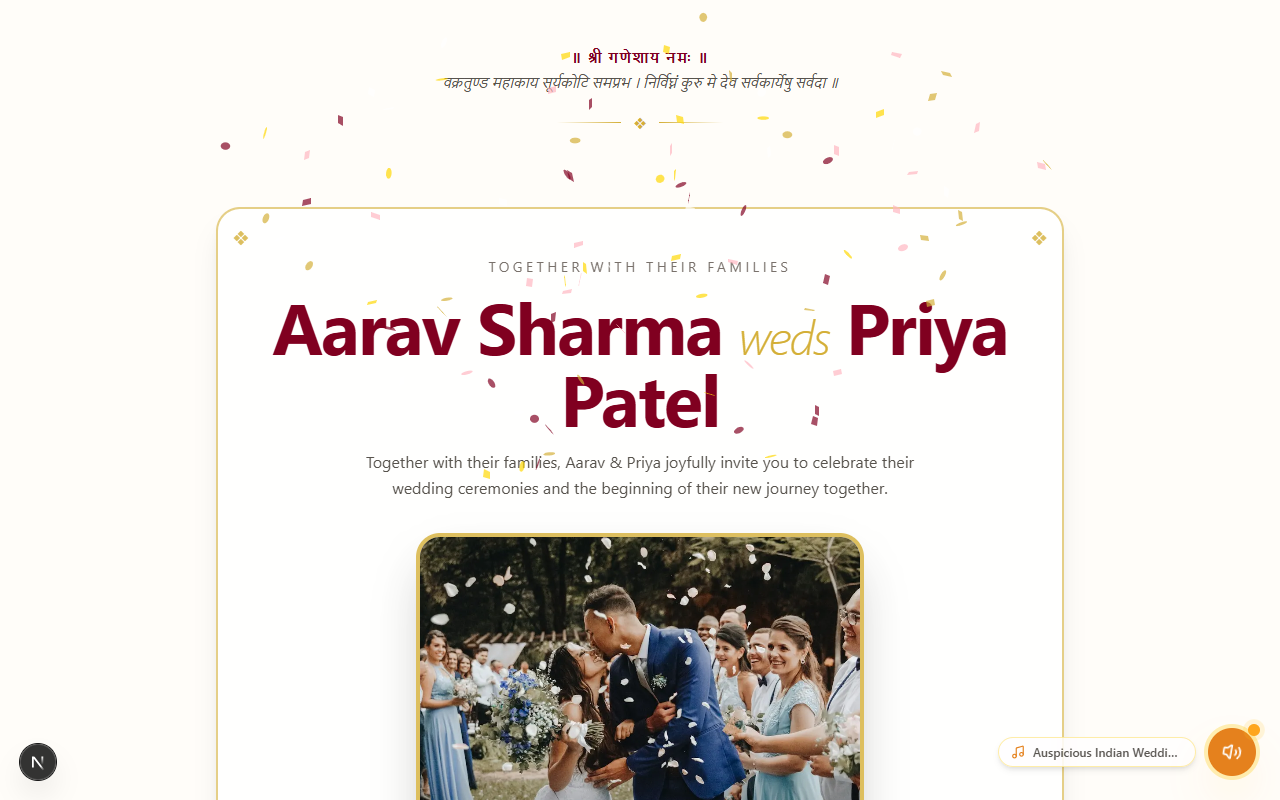 ॥ श्री गणेशाय नमः ॥
वक्रतुण्ड महाकाय सूर्यकोटि समप्रभ । निर्विघ्नं कुरु मे देव सर्वकार्येषु सर्वदा ॥
TOGETHER WITH THEIR FAMILIES
Aarav Sharma weds Priya
Patel
Together with their families, Aarav & Priya joyfully invite you to celebrate their
wedding ceremonies and the beginning of their new journey together.
Auspicious Indian Weddi...
N